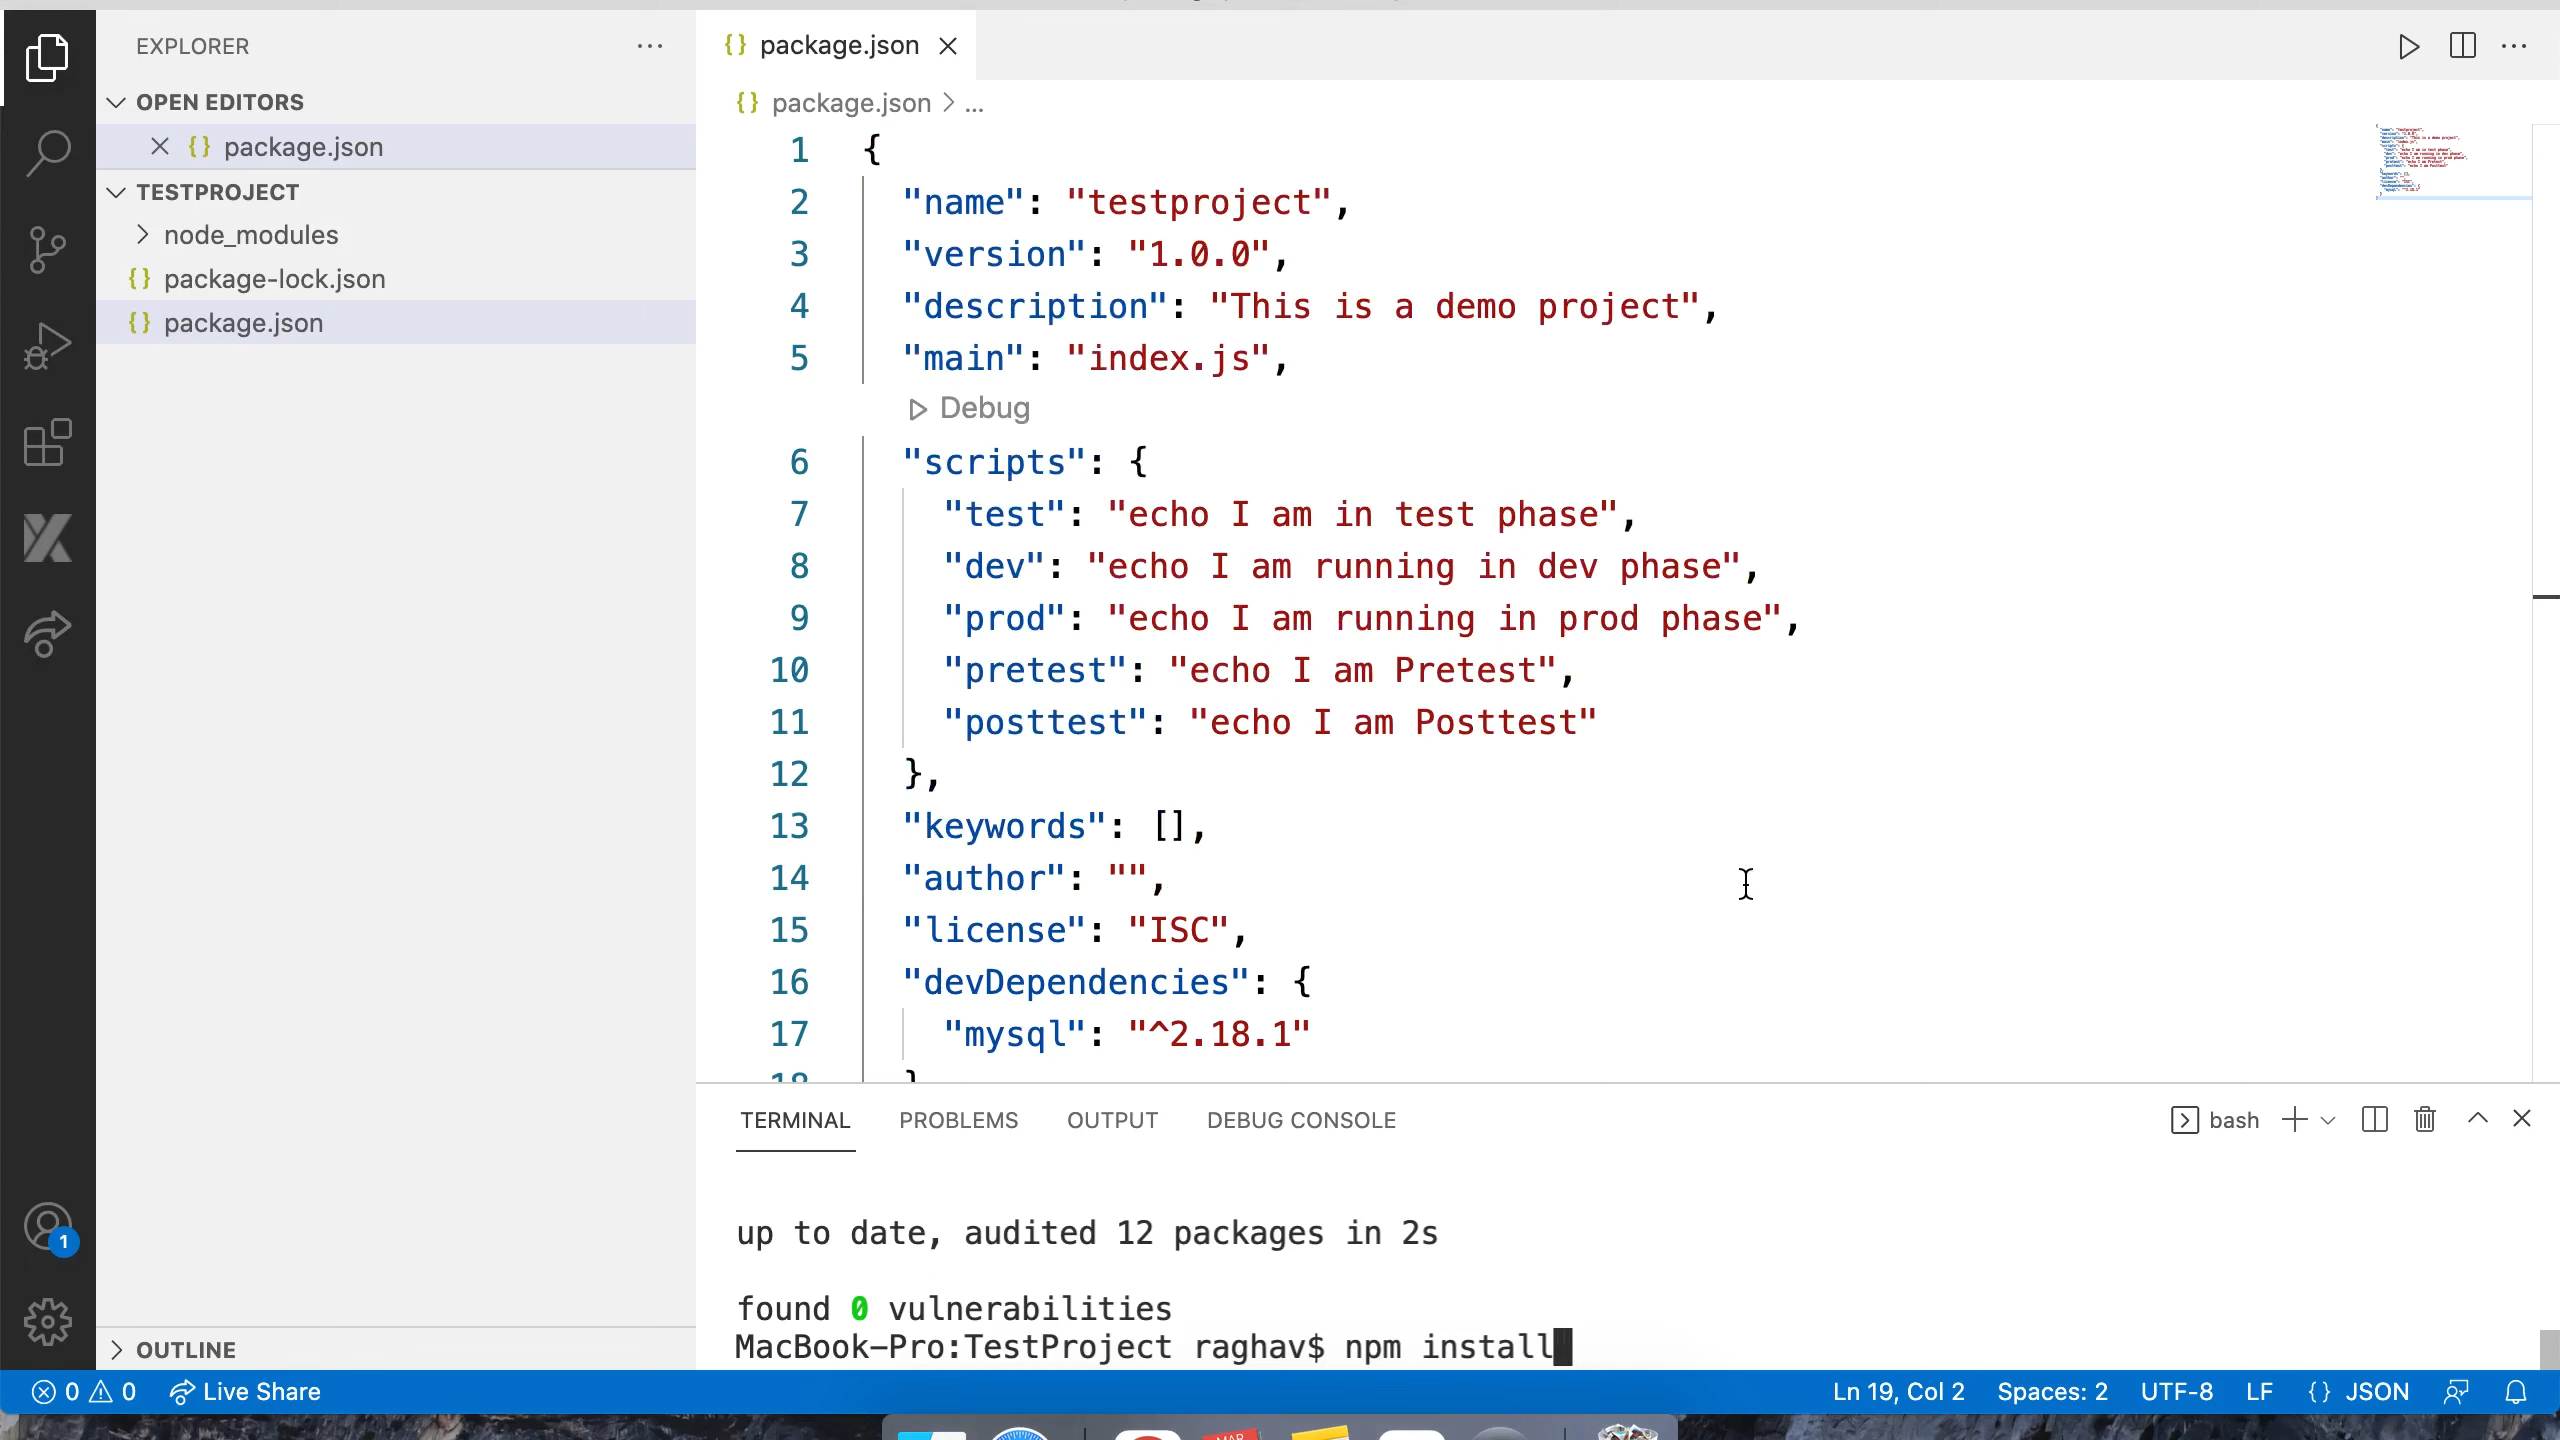 EXPLORER
OPEN EDITORS
package.json
TESTPROJECT
node_modules
package-lock.json
package.json
OUTLINE
package.json
package.json > ...
1 {
2 "name": "testproject",
3 "version": "1.0.0",
4 "description": "This is a demo project",
5 "main": "index.js",
Debug
6 "scripts": {
7 "test": "echo I am in test phase",
8 "dev": "echo I am running in dev phase",
9 "prod": "echo I am running in prod phase",
10 "pretest": "echo I am Pretest",
11 "posttest": "echo I am Posttest"
12 },
13 "keywords": [],
14 "author": "",
15 "license": "ISC",
16 "devDependencies": {
17 "mysql": "^2.18.1"
18 }
TERMINAL PROBLEMS OUTPUT DEBUG CONSOLE bash
up to date, audited 12 packages in 2s
found 0 vulnerabilities
MacBook-Pro:TestProject raghav$ npm install
1
0 0 Live Share Ln 19, Col 2 Spaces: 2 UTF-8 LF {} JSON
MAR